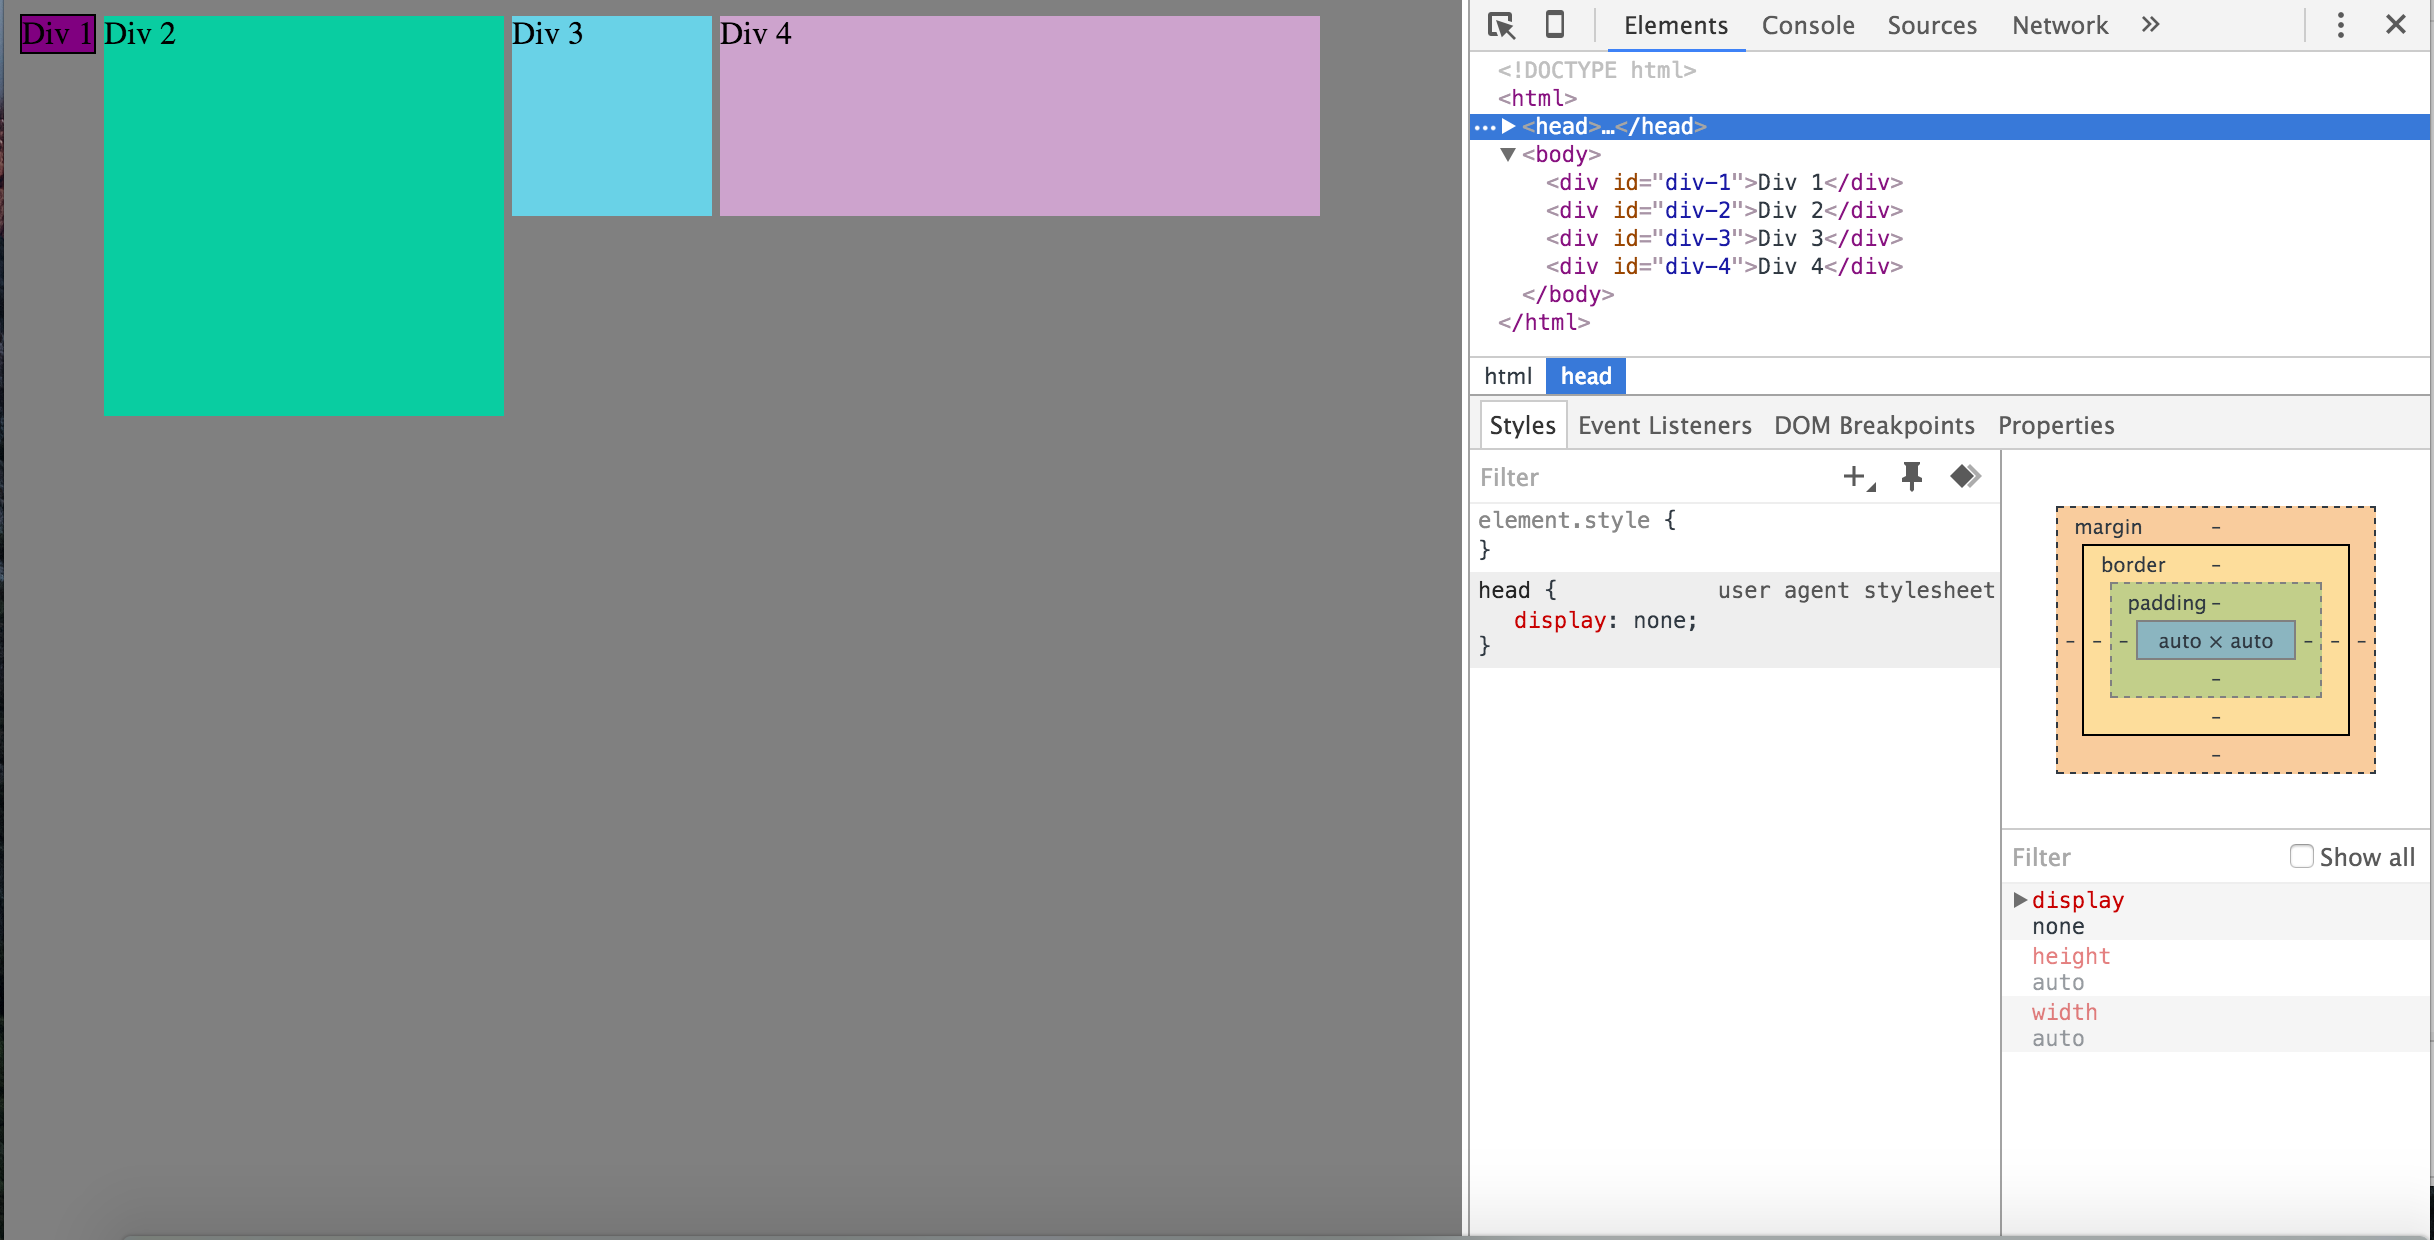 Div 1 Div 2 Div 3 Div 4
Elements Console Sources Network »
<!DOCTYPE html>
<html>
…▶<head>…</head>
▼<body>
<div id="div-1">Div 1</div>
<div id="div-2">Div 2</div>
<div id="div-3">Div 3</div>
<div id="div-4">Div 4</div>
</body>
</html>
html head
Styles Event Listeners DOM Breakpoints Properties
Filter
element.style {
}
head { user agent stylesheet
display: none;
}
margin -
border -
padding -
- - - auto × auto - - -
-
-
-
Filter Show all
▶display
none
height
auto
width
auto